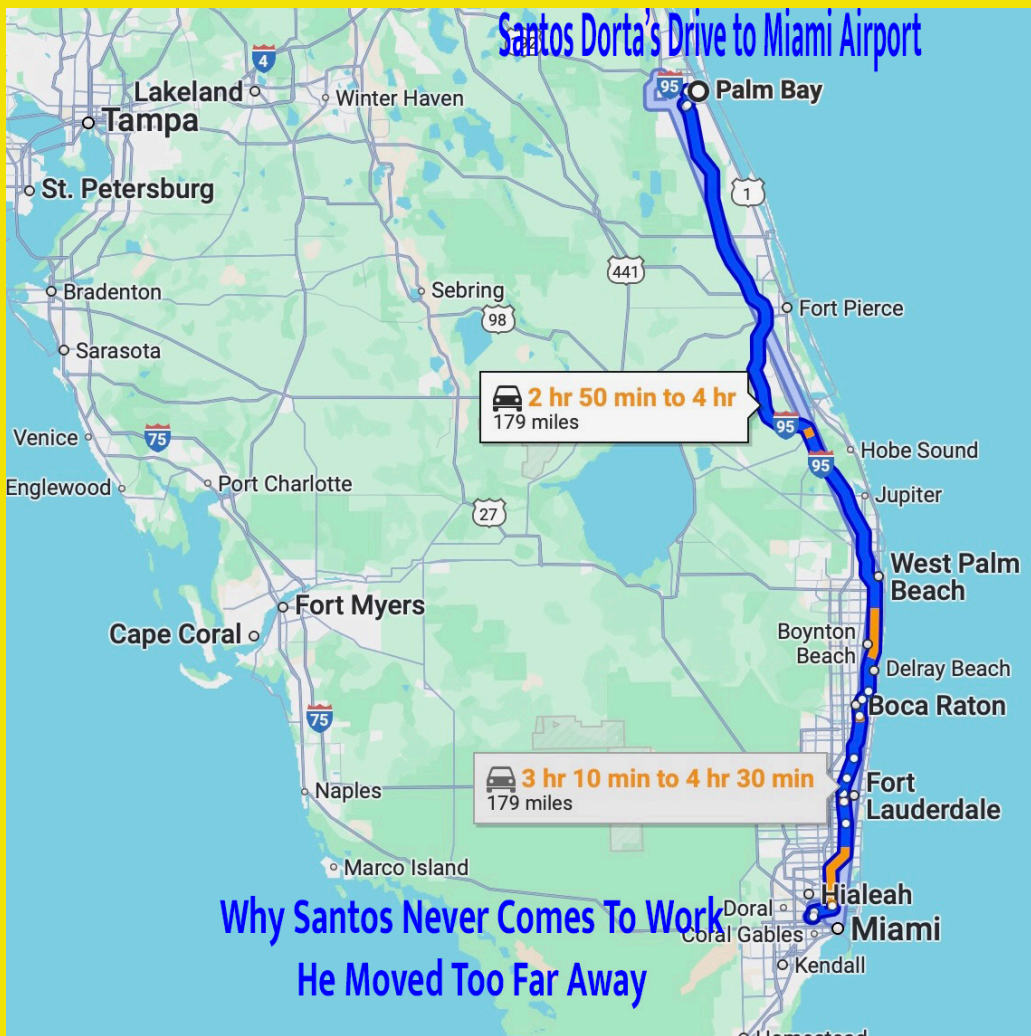 Santos Dorta's Drive to Miami Airport
95
Palm Bay
4
Lakeland
Winter Haven
Tampa
St. Petersburg
1
441
Bradenton
Sebring
98
Fort Pierce
Sarasota
2 hr 50 min to 4 hr
179 miles
95
Venice
75
Hobe Sound
95
Englewood
Port Charlotte
Jupiter
27
West Palm
Beach
Fort Myers
Cape Coral
Boynton
Beach
Delray Beach
Boca Raton
75
3 hr 10 min to 4 hr 30 min
179 miles
Naples
Fort
Lauderdale
Marco Island
Hialeah
Doral
Why Santos Never Comes To Work
Coral Gables
Miami
Kendall
He Moved Too Far Away
Homestead